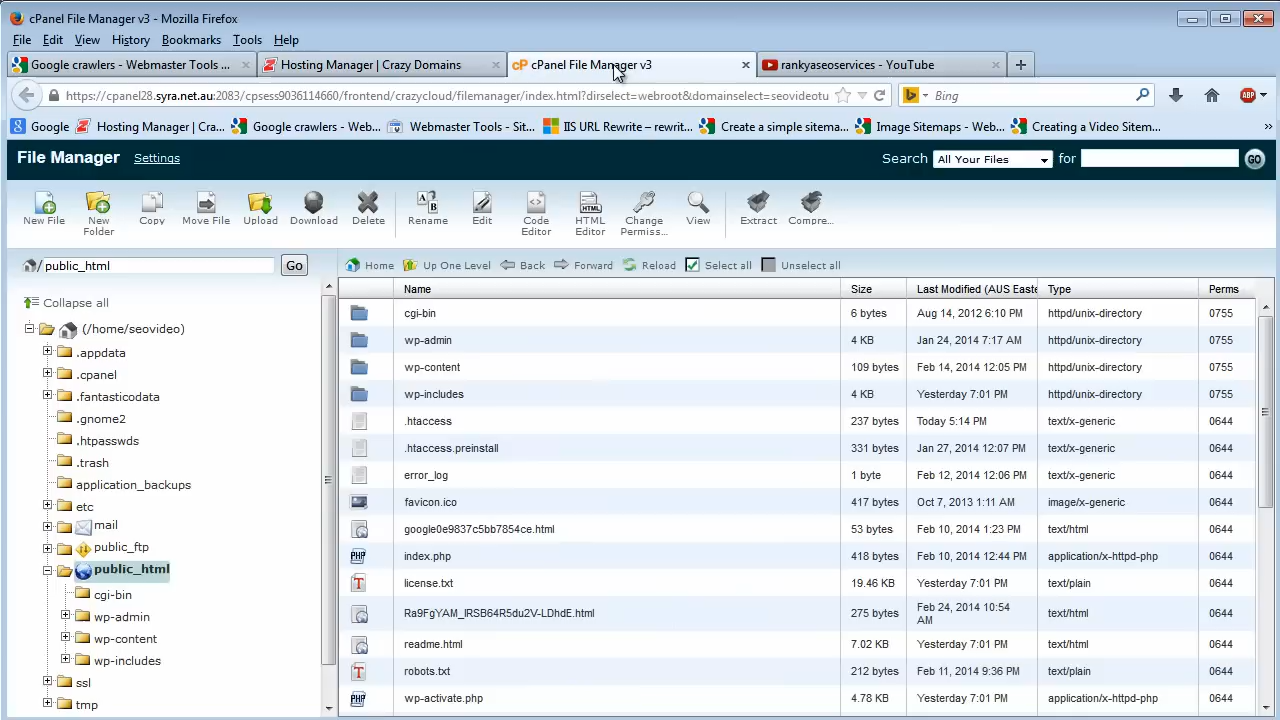 cPanel File Manager v3 - Mozilla Firefox
File Edit View History Bookmarks Tools Help
Google crawlers - Webmaster Tools ... Hosting Manager | Crazy Domains cPanel File Manager v3 rankyaseoservices - YouTube
https://cpanel28.syra.net.au:2083/cpsess9036114660/frontend/crazycloud/filemanager/index.html?dirselect=webroot&domainselect=seovideotu Bing ABP
Google Hosting Manager | Cra... Google crawlers - Web... Webmaster Tools - Sit... IIS URL Rewrite – rewrit... Create a simple sitema... Image Sitemaps - Web... Creating a Video Sitem...
File Manager Settings Search All Your Files for GO
New File New Folder Copy Move File Upload Download Delete Rename Edit Code Editor HTML Editor Change Permiss... View Extract Compre...
/ public_html Go Home Up One Level Back Forward Reload Select all Unselect all
Collapse all
(/home/seovideo)
.appdata
.cpanel
.fantasticodata
.gnome2
.htpasswds
.trash
application_backups
etc
mail
public_ftp
public_html
cgi-bin
wp-admin
wp-content
wp-includes
ssl
tmp
Name Size Last Modified (AUS Easte Type Perms
cgi-bin 6 bytes Aug 14, 2012 6:10 PM httpd/unix-directory 0755
wp-admin 4 KB Jan 24, 2014 7:17 AM httpd/unix-directory 0755
wp-content 109 bytes Feb 14, 2014 12:05 PM httpd/unix-directory 0755
wp-includes 4 KB Yesterday 7:01 PM httpd/unix-directory 0755
.htaccess 237 bytes Today 5:14 PM text/x-generic 0644
.htaccess.preinstall 331 bytes Jan 27, 2014 12:07 PM text/x-generic 0644
error_log 1 byte Feb 12, 2014 12:06 PM text/x-generic 0644
favicon.ico 417 bytes Oct 7, 2013 1:11 AM image/x-generic 0644
google0e9837c5bb7854ce.html 53 bytes Feb 10, 2014 1:23 PM text/html 0644
index.php 418 bytes Feb 10, 2014 12:44 PM application/x-httpd-php 0644
license.txt 19.46 KB Yesterday 7:01 PM text/plain 0644
Ra9FgYAM_IRSB64R5du2V-LDhdE.html 275 bytes Feb 24, 2014 10:54 AM text/html 0644
readme.html 7.02 KB Yesterday 7:01 PM text/html 0644
robots.txt 212 bytes Feb 11, 2014 9:36 PM text/plain 0644
wp-activate.php 4.78 KB Yesterday 7:01 PM application/x-httpd-php 0644